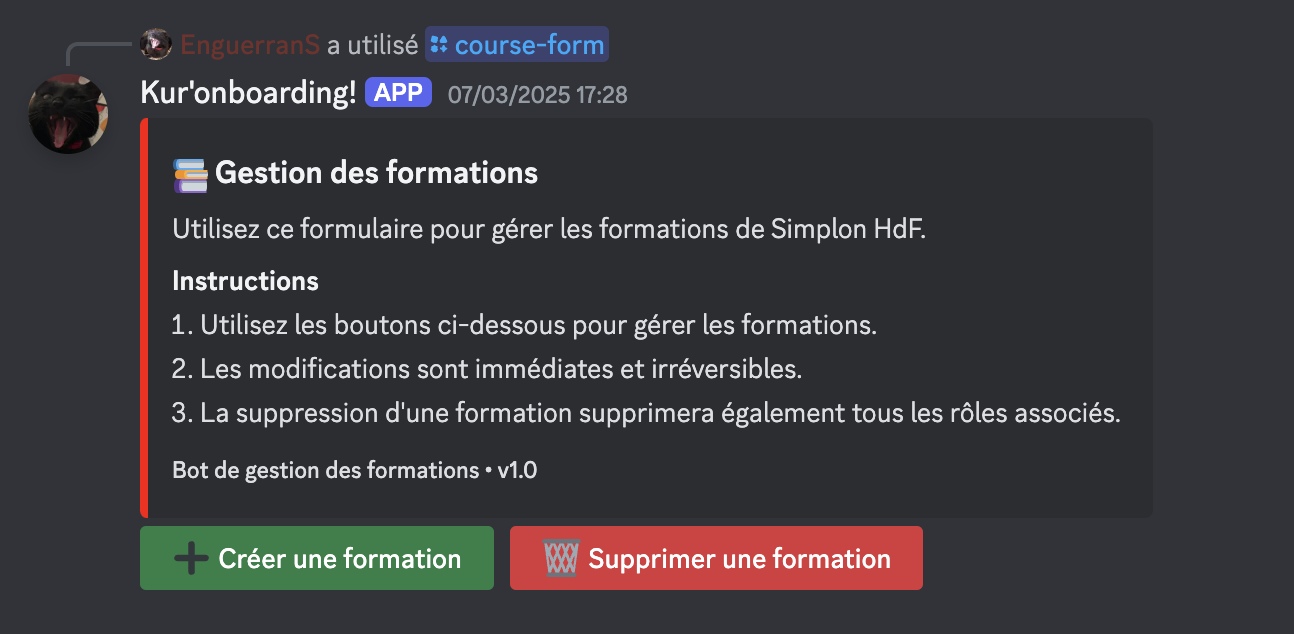 EnguerranS a utilisé course-form
Kur'onboarding! APP 07/03/2025 17:28
Gestion des formations
Utilisez ce formulaire pour gérer les formations de Simplon HdF.
Instructions
1. Utilisez les boutons ci-dessous pour gérer les formations.
2. Les modifications sont immédiates et irréversibles.
3. La suppression d'une formation supprimera également tous les rôles associés.
Bot de gestion des formations • v1.0
Créer une formation Supprimer une formation